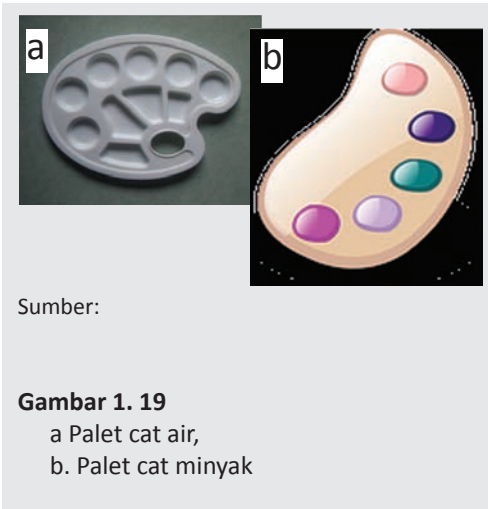 a
b
Sumber:
Gambar 1. 19
a Palet cat air,
b. Palet cat minyak